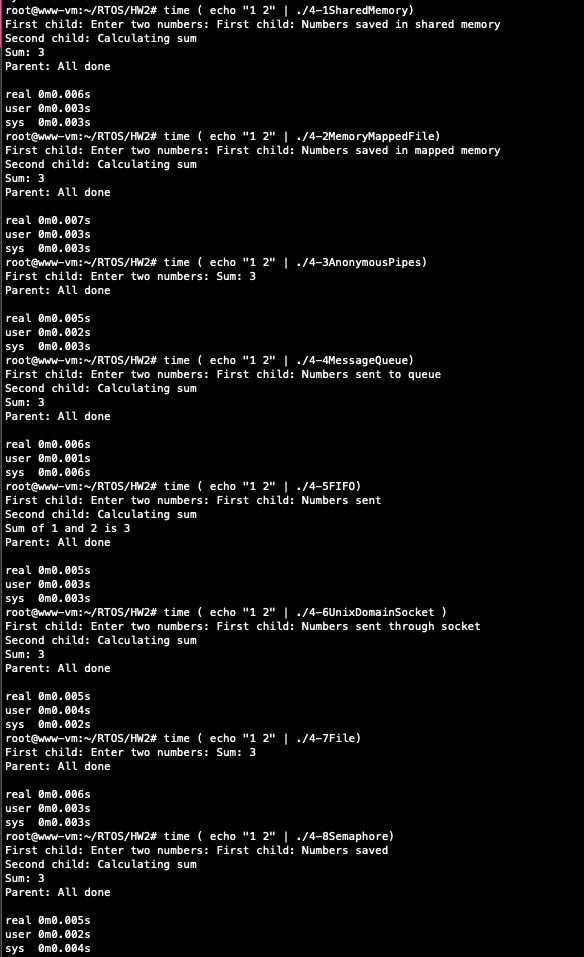 root@www-vm:~/RTOS/HW2# time ( echo "1 2" | ./4-1SharedMemory)
First child: Enter two numbers: First child: Numbers saved in shared memory
Second child: Calculating sum
Sum: 3
Parent: All done
real 0m0.006s
user 0m0.003s
sys 0m0.003s
root@www-vm:~/RTOS/HW2# time ( echo "1 2" | ./4-2MemoryMappedFile)
First child: Enter two numbers: First child: Numbers saved in mapped memory
Second child: Calculating sum
Sum: 3
Parent: All done
real 0m0.007s
user 0m0.003s
sys 0m0.003s
root@www-vm:~/RTOS/HW2# time ( echo "1 2" | ./4-3AnonymousPipes)
First child: Enter two numbers: Sum: 3
Parent: All done
real 0m0.005s
user 0m0.002s
sys 0m0.003s
root@www-vm:~/RTOS/HW2# time ( echo "1 2" | ./4-4MessageQueue)
First child: Enter two numbers: First child: Numbers sent to queue
Second child: Calculating sum
Sum: 3
Parent: All done
real 0m0.006s
user 0m0.001s
sys 0m0.006s
root@www-vm:~/RTOS/HW2# time ( echo "1 2" | ./4-5FIFO)
First child: Enter two numbers: First child: Numbers sent
Second child: Calculating sum
Sum of 1 and 2 is 3
Parent: All done
real 0m0.005s
user 0m0.003s
sys 0m0.003s
root@www-vm:~/RTOS/HW2# time ( echo "1 2" | ./4-6UnixDomainSocket )
First child: Enter two numbers: First child: Numbers sent through socket
Second child: Calculating sum
Sum: 3
Parent: All done
real 0m0.005s
user 0m0.004s
sys 0m0.002s
root@www-vm:~/RTOS/HW2# time ( echo "1 2" | ./4-7File)
First child: Enter two numbers: Sum: 3
Parent: All done
real 0m0.006s
user 0m0.003s
sys 0m0.003s
root@www-vm:~/RTOS/HW2# time ( echo "1 2" | ./4-8Semaphore)
First child: Enter two numbers: First child: Numbers saved
Second child: Calculating sum
Sum: 3
Parent: All done
real 0m0.005s
user 0m0.002s
sys 0m0.004s